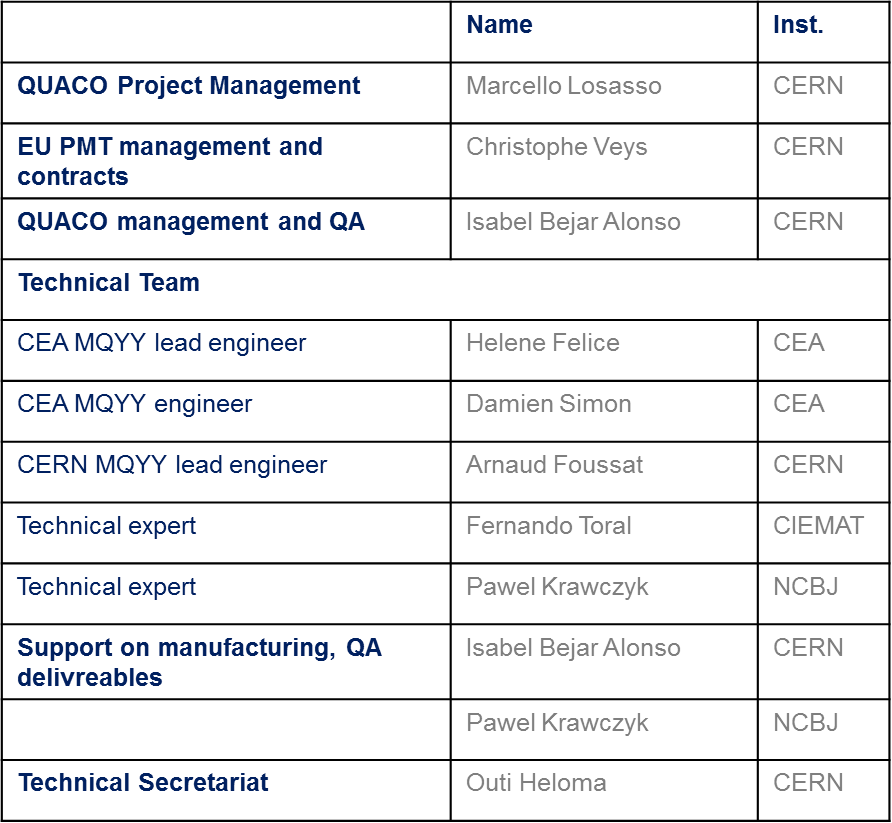 Name Inst.
QUACO Project Management Marcello Losasso CERN
EU PMT management and Christophe Veys CERN
contracts
QUACO management and QA Isabel Bejar Alonso CERN
Technical Team
CEA MQYY lead engineer Helene Felice CEA
CEA MQYY engineer Damien Simon CEA
CERN MQYY lead engineer Arnaud Foussat CERN
Technical expert Fernando Toral CIEMAT
Technical expert Pawel Krawczyk NCBJ
Support on manufacturing, QA Isabel Bejar Alonso CERN
delivreables
Pawel Krawczyk NCBJ
Technical Secretariat Outi Heloma CERN